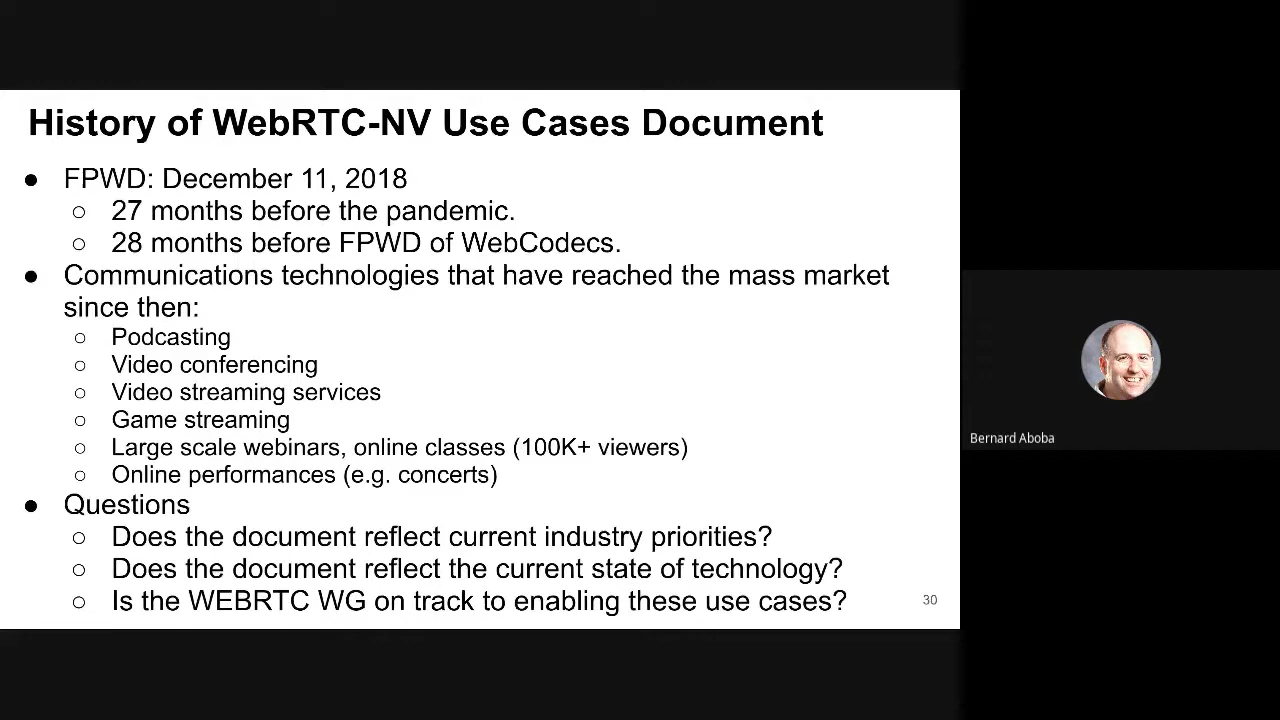 History of WebRTC-NV Use Cases Document
● FPWD: December 11, 2018
○ 27 months before the pandemic.
○ 28 months before FPWD of WebCodecs.
● Communications technologies that have reached the mass market
since then:
○ Podcasting
○ Video conferencing
○ Video streaming services
○ Game streaming
○ Large scale webinars, online classes (100K+ viewers)
○ Online performances (e.g. concerts)
● Questions
○ Does the document reflect current industry priorities?
○ Does the document reflect the current state of technology?
○ Is the WEBRTC WG on track to enabling these use cases?
30
Bernard Aboba